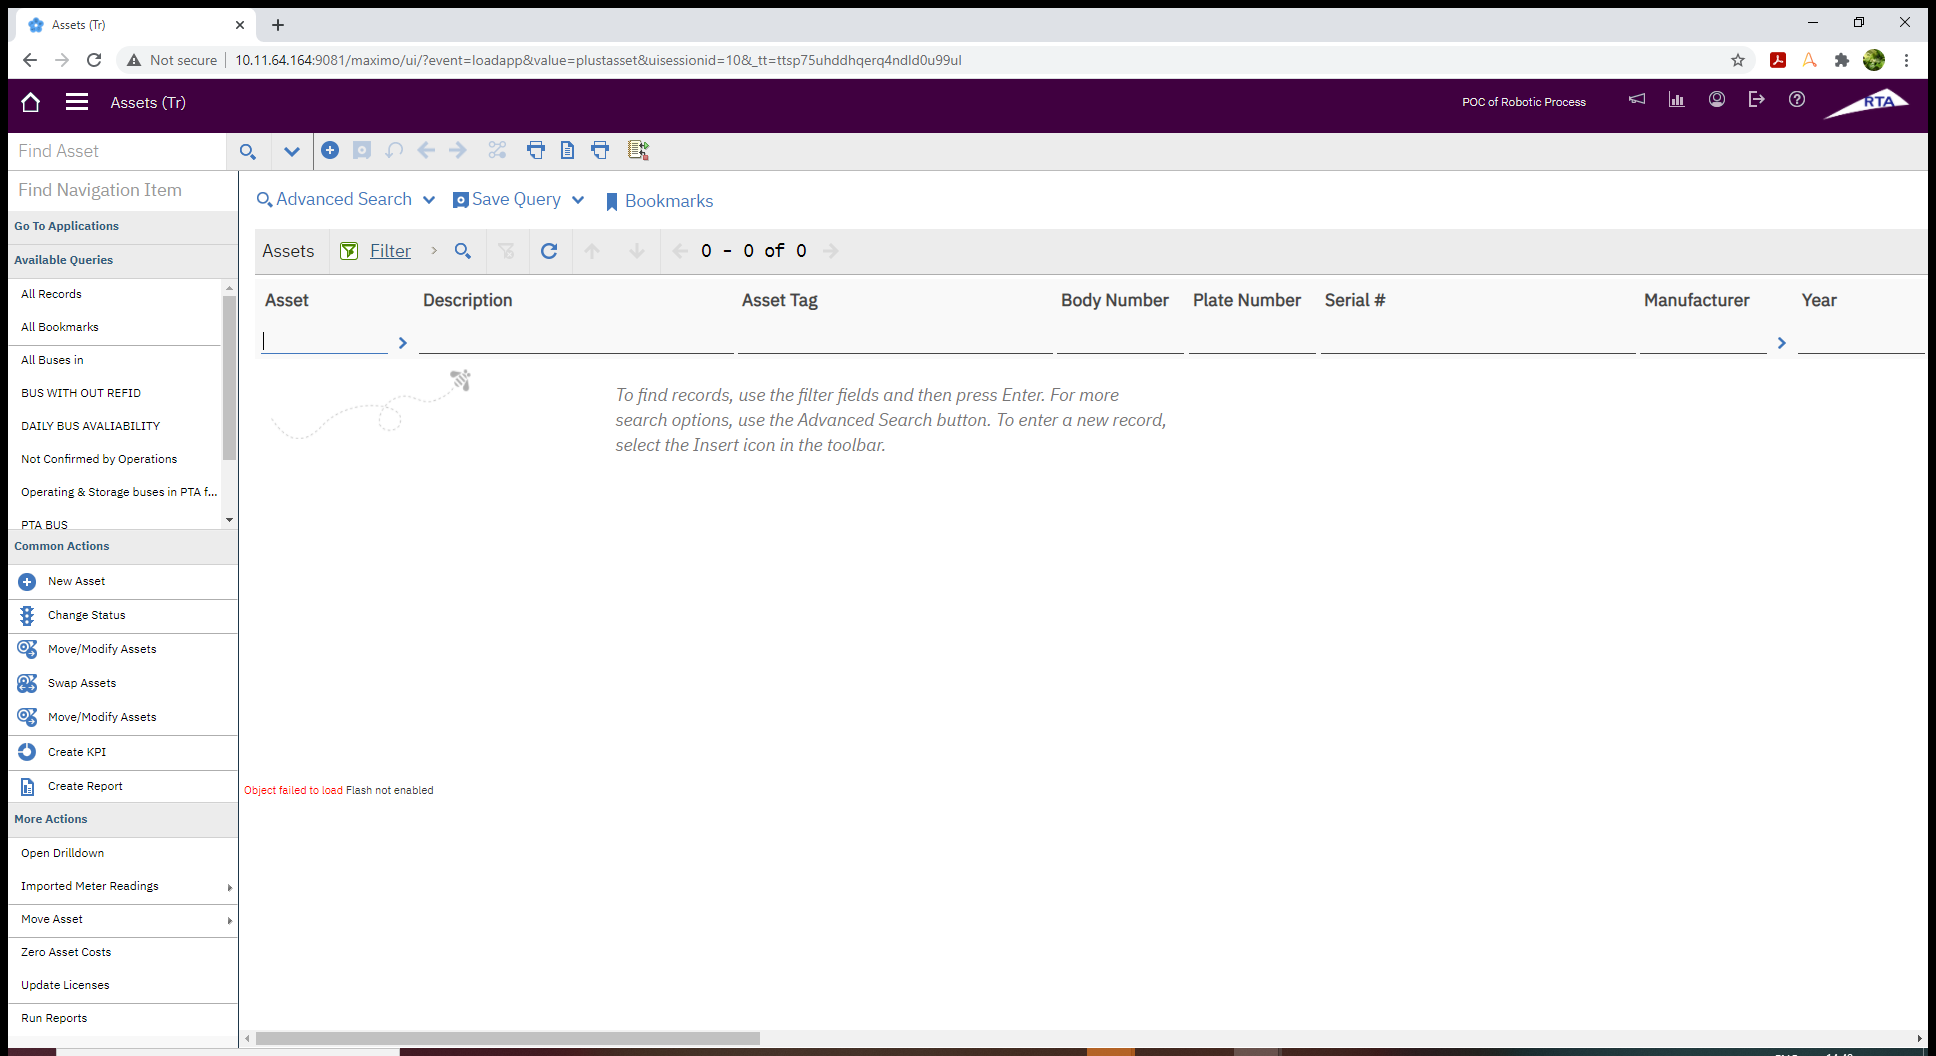 Assets (Tr)
Not secure
10.11.64.164:9081/maximo/ui/?event=loadapp&value=plustasset&uisessionid=10&_tt=ttsp75uhddhqerq4ndld0u99ul
Assets (Tr)
POC of Robotic Process
RTA
Find Asset
Find Navigation Item
Go To Applications
Available Queries
All Records
All Bookmarks
All Buses in
BUS WITH OUT REFID
DAILY BUS AVALIABILITY
Not Confirmed by Operations
Operating & Storage buses in PTA f...
PTA BUS
Common Actions
New Asset
Change Status
Move/Modify Assets
Swap Assets
Move/Modify Assets
Create KPI
Create Report
More Actions
Open Drilldown
Imported Meter Readings
Move Asset
Zero Asset Costs
Update Licenses
Run Reports
Advanced Search
Save Query
Bookmarks
Assets
Filter
0 - 0 of 0
Asset
Description
Asset Tag
Body Number
Plate Number
Serial #
Manufacturer
Year
To find records, use the filter fields and then press Enter. For more
search options, use the Advanced Search button. To enter a new record,
select the Insert icon in the toolbar.
Object failed to load Flash not enabled